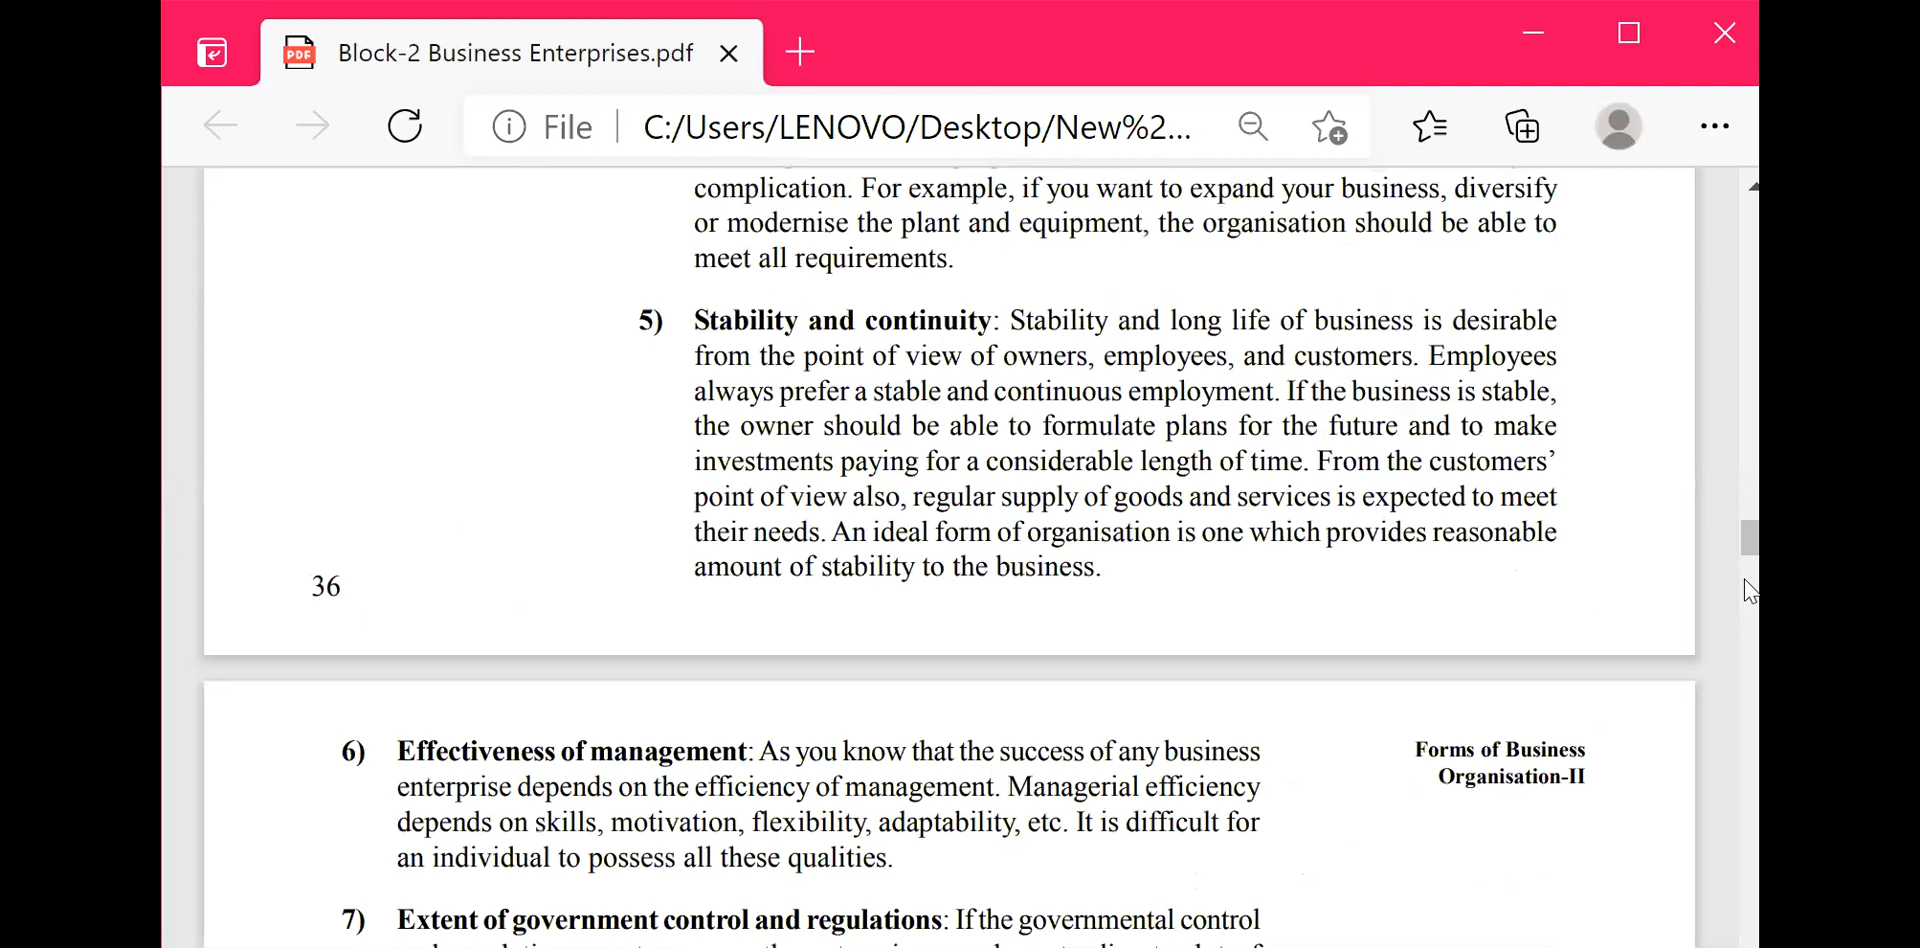 PDF
Block-2 Business Enterprises.pdf
File
C:/Users/LENOVO/Desktop/New%2...
complication. For example, if you want to expand your business, diversify
or modernise the plant and equipment, the organisation should be able to
meet all requirements.
5) Stability and continuity: Stability and long life of business is desirable
from the point of view of owners, employees, and customers. Employees
always prefer a stable and continuous employment. If the business is stable,
the owner should be able to formulate plans for the future and to make
investments paying for a considerable length of time. From the customers’
point of view also, regular supply of goods and services is expected to meet
their needs. An ideal form of organisation is one which provides reasonable
amount of stability to the business.
36
6) Effectiveness of management: As you know that the success of any business
enterprise depends on the efficiency of management. Managerial efficiency
depends on skills, motivation, flexibility, adaptability, etc. It is difficult for
an individual to possess all these qualities.
Forms of Business
Organisation-II
7) Extent of government control and regulations: If the governmental control